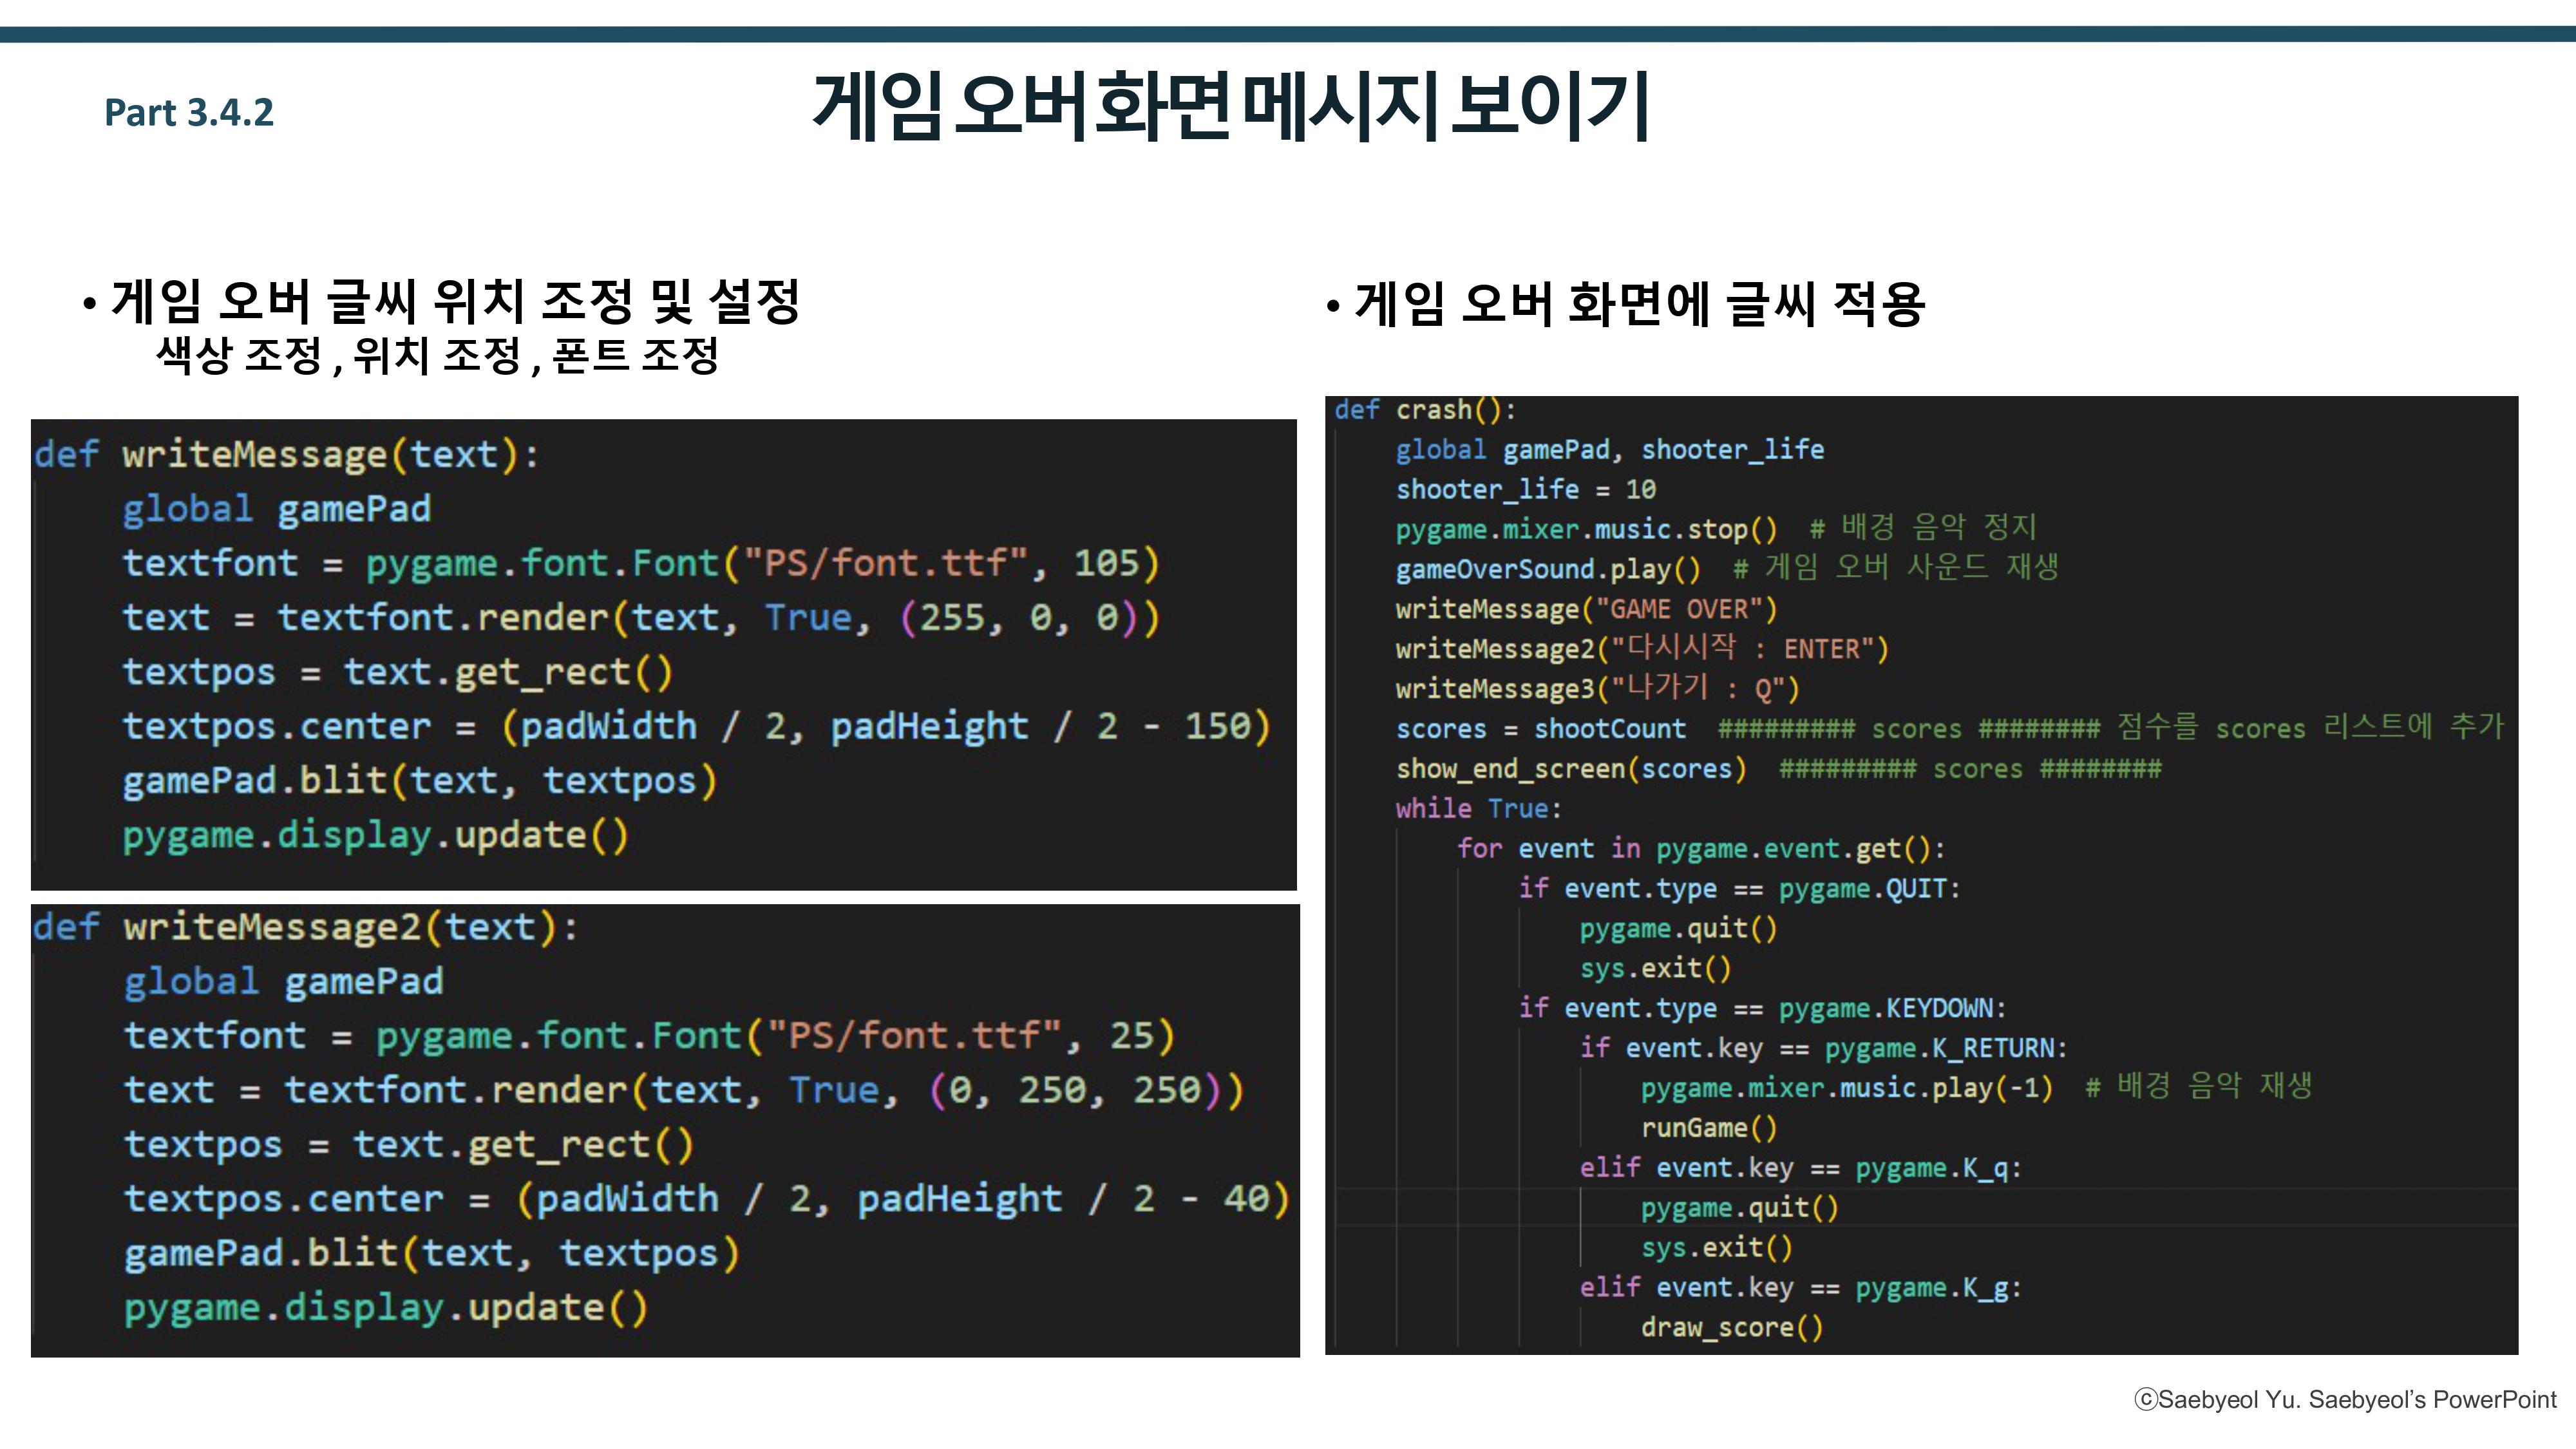 Part 3.4.2
게임 오버 화면 메시지 보이기
• 게임 오버 글씨 위치 조정 및 설정
색상 조정 , 위치 조정 , 폰트 조정
def writeMessage(text):
    global gamePad
    textfont = pygame.font.Font("PS/font.ttf", 105)
    text = textfont.render(text, True, (255, 0, 0))
    textpos = text.get_rect()
    textpos.center = (padWidth / 2, padHeight / 2 - 150)
    gamePad.blit(text, textpos)
    pygame.display.update()
def writeMessage2(text):
    global gamePad
    textfont = pygame.font.Font("PS/font.ttf", 25)
    text = textfont.render(text, True, (0, 250, 250))
    textpos = text.get_rect()
    textpos.center = (padWidth / 2, padHeight / 2 - 40)
    gamePad.blit(text, textpos)
    pygame.display.update()
• 게임 오버 화면에 글씨 적용
def crash():
    global gamePad, shooter_life
    shooter_life = 10
    pygame.mixer.music.stop()  # 배경 음악 정지
    gameOverSound.play()  # 게임 오버 사운드 재생
    writeMessage("GAME OVER")
    writeMessage2("다시시작 : ENTER")
    writeMessage3("나가기 : Q")
    scores = shootCount  ######### scores ######## 점수를 scores 리스트에 추가
    show_end_screen(scores)  ######### scores ########
    while True:
        for event in pygame.event.get():
            if event.type == pygame.QUIT:
                pygame.quit()
                sys.exit()
            if event.type == pygame.KEYDOWN:
                if event.key == pygame.K_RETURN:
                    pygame.mixer.music.play(-1)  # 배경 음악 재생
                    runGame()
                elif event.key == pygame.K_q:
                    pygame.quit()
                    sys.exit()
                elif event.key == pygame.K_g:
                    draw_score()
ⓒSaebyeol Yu. Saebyeol’s PowerPoint